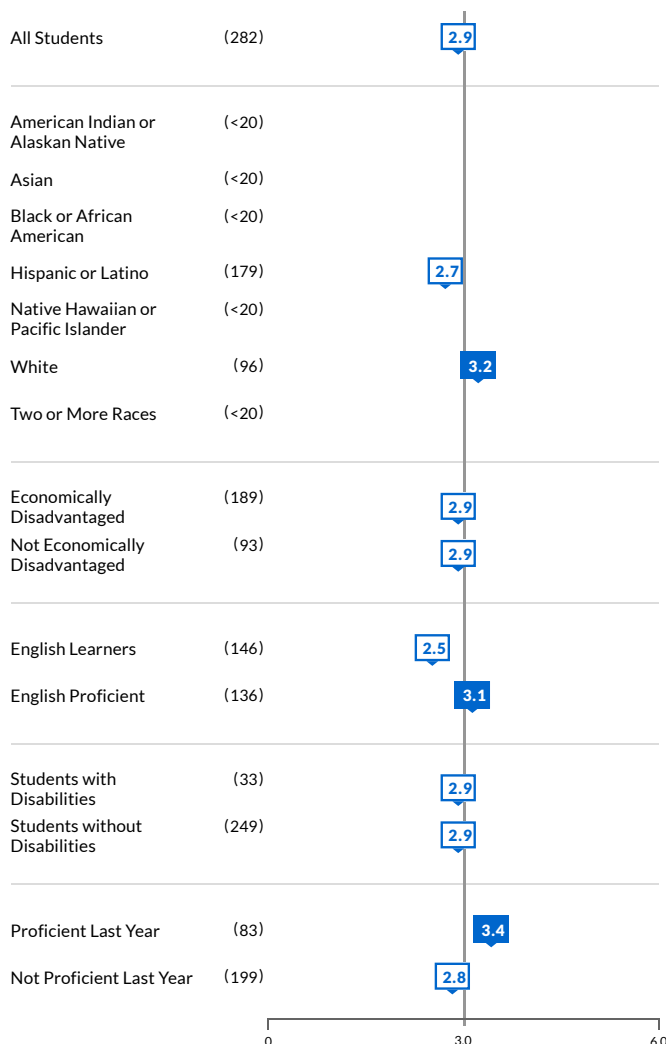 All Students (282) 2.9
American Indian or (<20)
Alaskan Native
Asian (<20)
Black or African (<20)
American
Hispanic or Latino (179) 2.7
Native Hawaiian or (<20)
Pacific Islander
White (96) 3.2
Two or More Races (<20)
Economically (189) 2.9
Disadvantaged
Not Economically (93) 2.9
Disadvantaged
English Learners (146) 2.5
English Proficient (136) 3.1
Students with (33) 2.9
Disabilities
Students without (249) 2.9
Disabilities
Proficient Last Year (83) 3.4
Not Proficient Last Year (199) 2.8
0 3.0 6.0